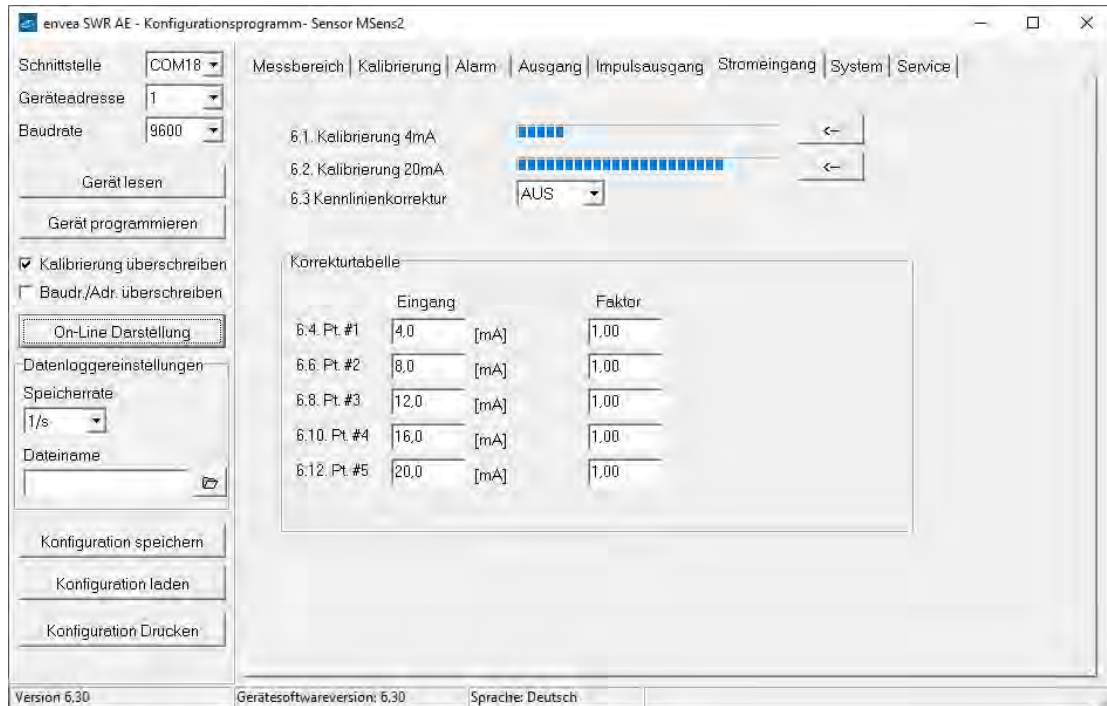 envea SWR AE - Konfigurationsprogramm- Sensor MSens2
Schnittstelle COM18
Geräteadresse 1
Baudrate 9600
Gerät lesen
Gerät programmieren
Kalibrierung überschreiben
Baudr./Adr. überschreiben
On-Line Darstellung
Datenloggereinstellungen
Speicherrate
1/s
Dateiname
Konfiguration speichern
Konfiguration laden
Konfiguration Drucken
Messbereich Kalibrierung Alarm Ausgang Impulsausgang Stromeingang System Service
6.1. Kalibrierung 4mA <-
6.2. Kalibrierung 20mA <-
6.3 Kennlinienkorrektur AUS
Korrekturtabelle
Eingang Faktor
6.4. Pt. #1 4,0 [mA] 1,00
6.6. Pt. #2 8,0 [mA] 1,00
6.8. Pt. #3 12,0 [mA] 1,00
6.10. Pt. #4 16,0 [mA] 1,00
6.12. Pt. #5 20,0 [mA] 1,00
Version 6,30 Gerätesoftwareversion: 6,30 Sprache: Deutsch